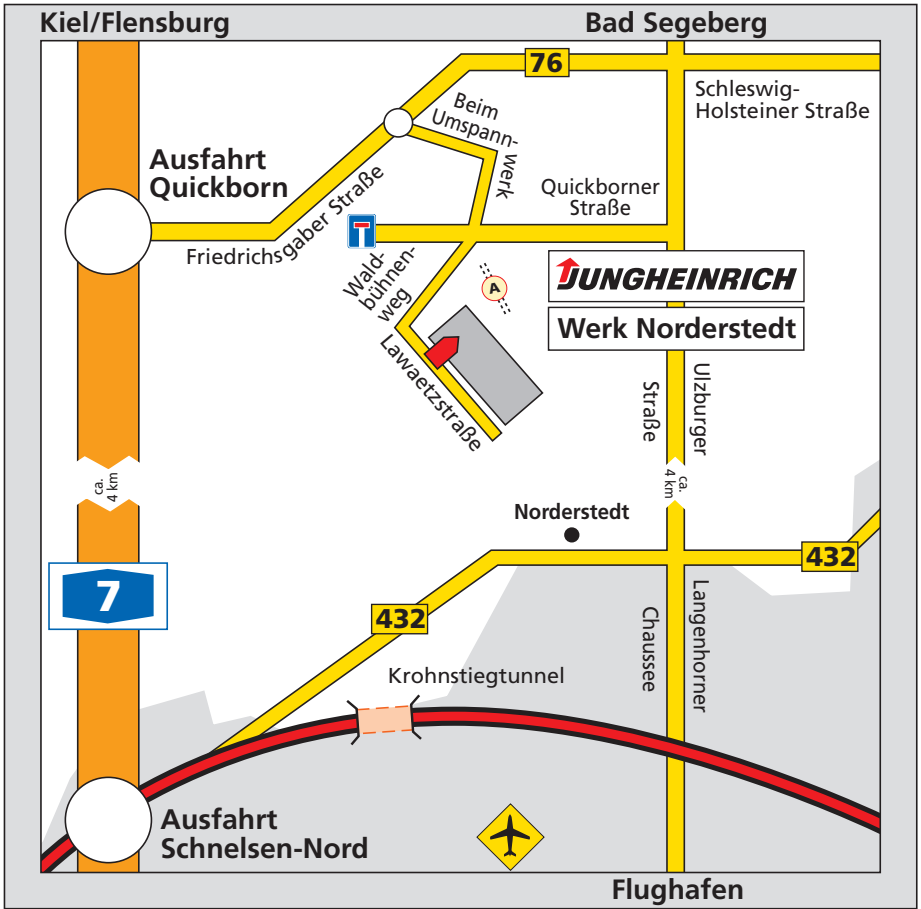 Kiel/Flensburg
Bad Segeberg
76
Schleswig-
Holsteiner Straße
Beim
Umspann-
werk
Ausfahrt
Quickborn
Quickborner
Straße
Friedrichsgaber Straße
Wald-
bühnen-
weg
A
JUNGHEINRICH
Werk Norderstedt
Lawaetzstraße
Ulzburger
Straße
ca.
4 km
ca.
4 km
Norderstedt
432
7
432
Langenhorner
Chaussee
Krohnstiegtunnel
Ausfahrt
Schnelsen-Nord
Flughafen